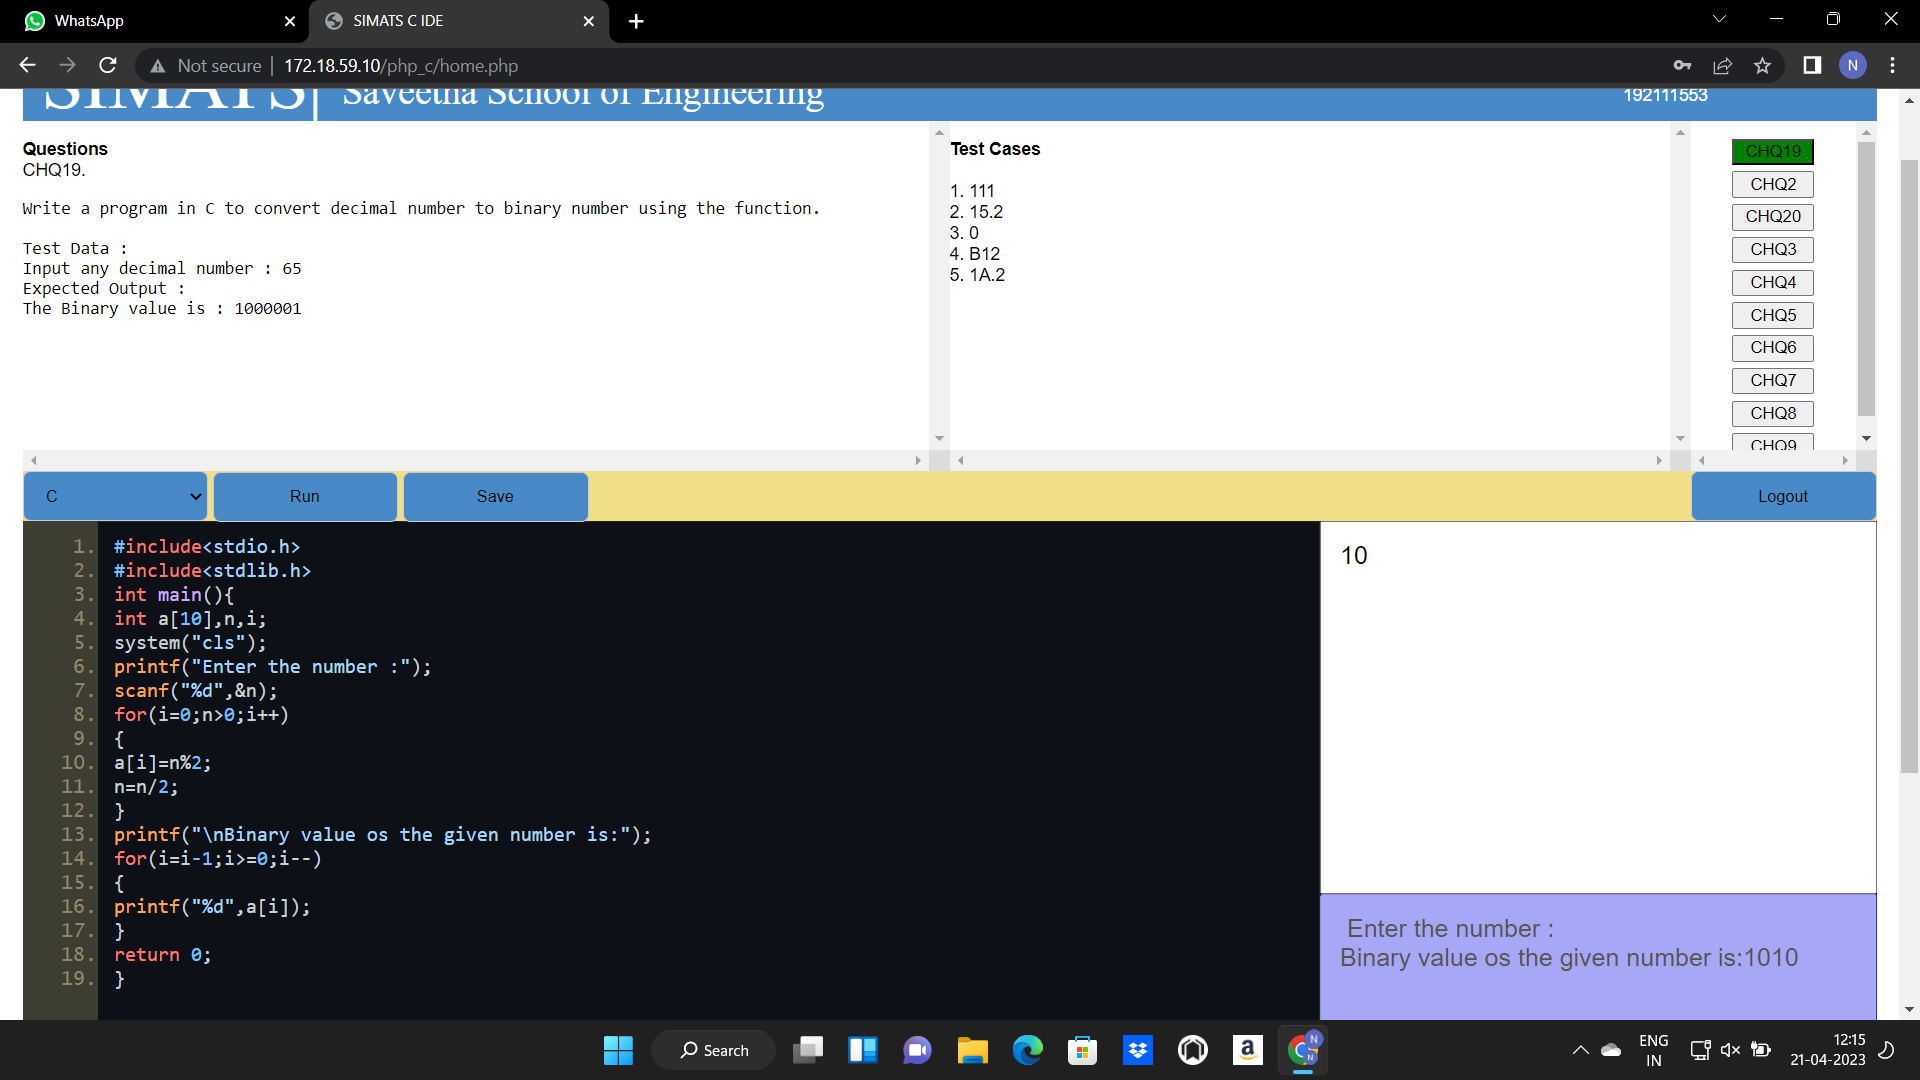 WhatsApp
SIMATS C IDE
Not secure | 172.18.59.10/php_c/home.php
N
SIMATS Saveetha School of Engineering
192111553
Questions
CHQ19.
Write a program in C to convert decimal number to binary number using the function.
Test Data :
Input any decimal number : 65
Expected Output :
The Binary value is : 1000001
Test Cases
1. 111
2. 15.2
3. 0
4. B12
5. 1A.2
CHQ19
CHQ2
CHQ20
CHQ3
CHQ4
CHQ5
CHQ6
CHQ7
CHQ8
CHQ9
C
Run
Save
Logout
1. #include<stdio.h>
2. #include<stdlib.h>
3. int main(){
4. int a[10],n,i;
5. system("cls");
6. printf("Enter the number :");
7. scanf("%d",&n);
8. for(i=0;n>0;i++)
9. {
10. a[i]=n%2;
11. n=n/2;
12. }
13. printf("\nBinary value os the given number is:");
14. for(i=i-1;i>=0;i--)
15. {
16. printf("%d",a[i]);
17. }
18. return 0;
19. }
10
Enter the number :
Binary value os the given number is:1010
Search
a
N
N
ENG
IN
12:15
21-04-2023